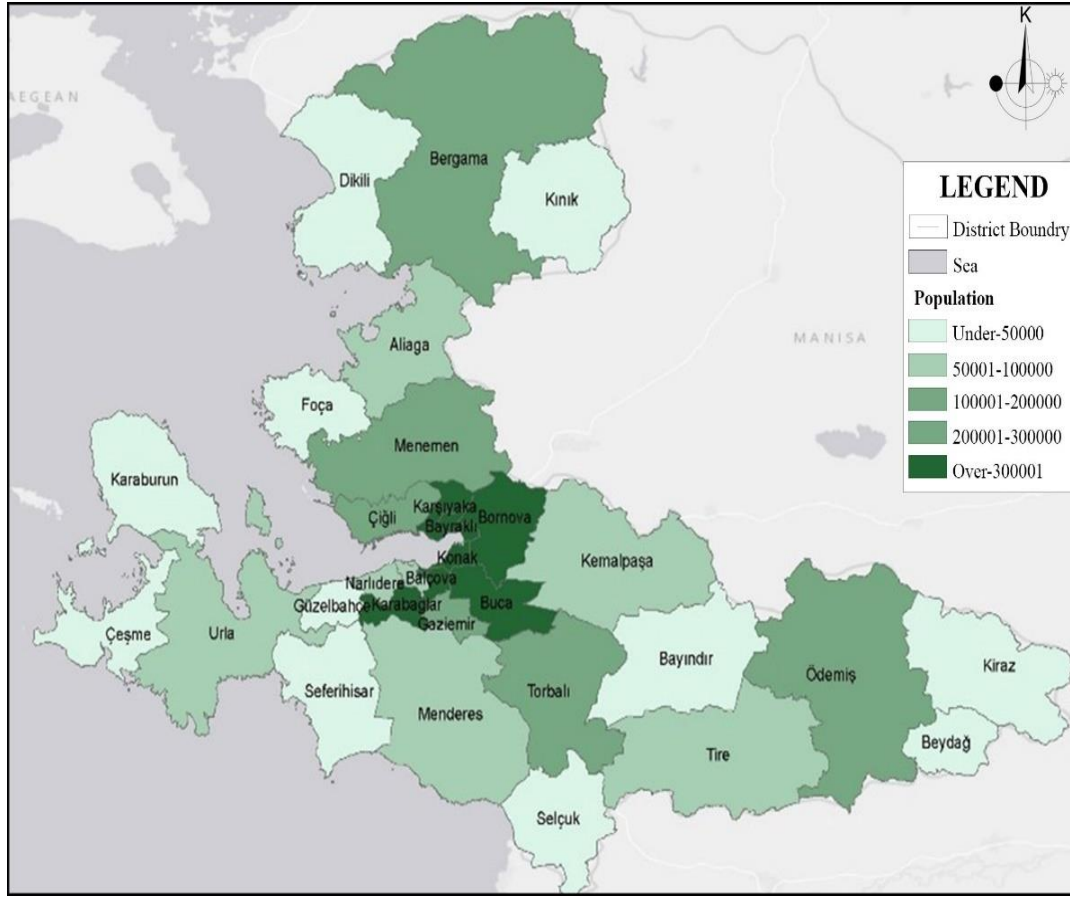 K
AEGEAN
Bergama
Dikili
Kınık
LEGEND
District Boundry
Sea
Population
Under-50000
50001-100000
100001-200000
200001-300000
Over-300001
MANISA
Aliaga
Foça
Menemen
Karaburun
Karşıyaka
Çiğli
Bayraklı
Bornova
Konak
Kemalpaşa
Narlıdere
Balçova
Güzelbahçe
Karabaglar
Buca
Gaziemir
Çeşme
Urla
Bayındır
Kiraz
Ödemiş
Seferihisar
Torbalı
Menderes
Beydağ
Tire
Selçuk